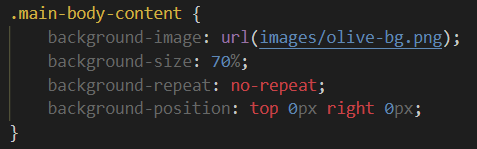 .main-body-content {
background-image: url(images/olive-bg.png);
background-size: 70%;
background-repeat: no-repeat;
background-position: top 0px right 0px;
}